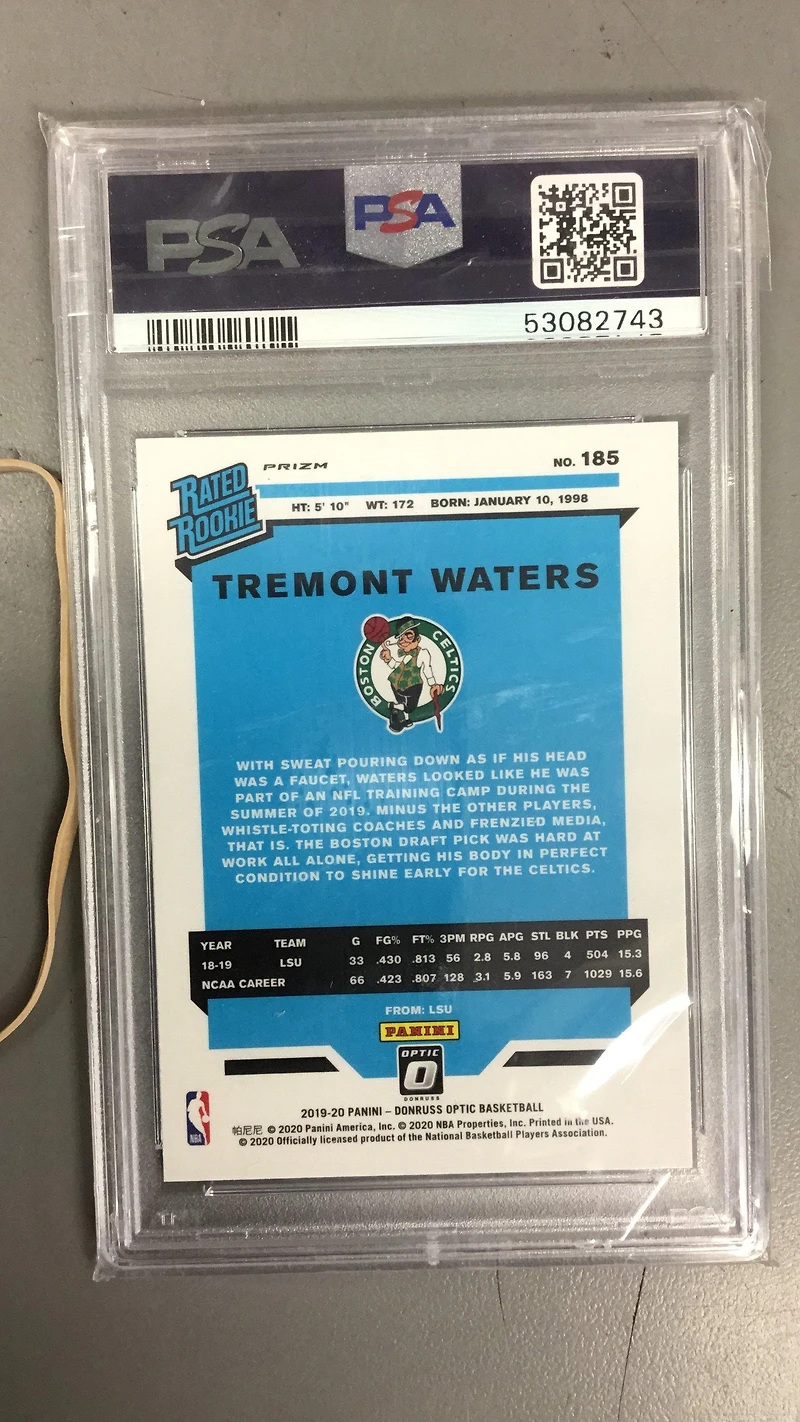 PSA
PSA
53082743
RATED
ROOKIE
PRIZM
NO. 185
HT: 5' 10" WT: 172 BORN: JANUARY 10, 1998
TREMONT WATERS
BOSTON CELTICS
WITH SWEAT POURING DOWN AS IF HIS HEAD
WAS A FAUCET, WATERS LOOKED LIKE HE WAS
PART OF AN NFL TRAINING CAMP DURING THE
SUMMER OF 2019. MINUS THE OTHER PLAYERS,
WHISTLE-TOTING COACHES AND FRENZIED MEDIA,
THAT IS. THE BOSTON DRAFT PICK WAS HARD AT
WORK ALL ALONE, GETTING HIS BODY IN PERFECT
CONDITION TO SHINE EARLY FOR THE CELTICS.
YEAR TEAM G FG% FT% 3PM RPG APG STL BLK PTS PPG
18-19 LSU 33 .430 .813 56 2.8 5.8 96 4 504 15.3
NCAA CAREER 66 .423 .807 128 3.1 5.9 163 7 1029 15.6
FROM: LSU
PANINI
OPTIC
O
DONRUSS
NBA
2019-20 PANINI – DONRUSS OPTIC BASKETBALL
帕尼尼 © 2020 Panini America, Inc. © 2020 NBA Properties, Inc. Printed in the USA.
© 2020 Officially licensed product of the National Basketball Players Association.